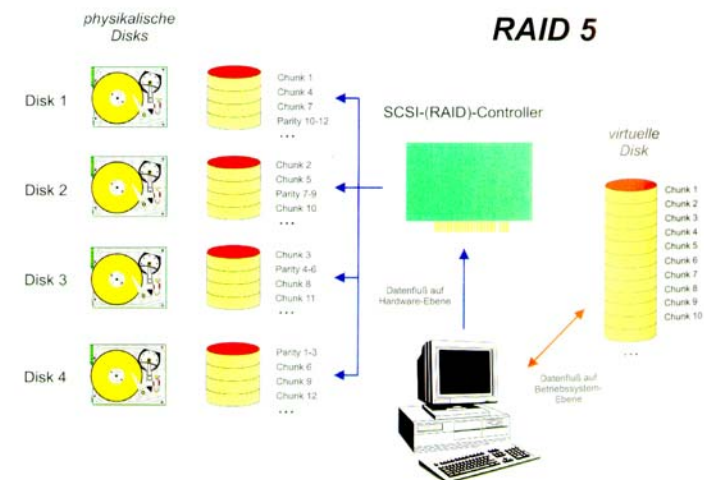 physikalische
Disks
RAID 5
Disk 1
Chunk 1
Chunk 4
Chunk 7
Parity 10-12
...
Disk 2
Chunk 2
Chunk 5
Parity 7-9
Chunk 10
...
Disk 3
Chunk 3
Parity 4-6
Chunk 8
Chunk 11
...
Disk 4
Parity 1-3
Chunk 6
Chunk 9
Chunk 12
...
SCSI-(RAID)-Controller
Datenfluß auf
Hardware-Ebene
virtuelle
Disk
Chunk 1
Chunk 2
Chunk 3
Chunk 4
Chunk 5
Chunk 6
Chunk 7
Chunk 8
Chunk 9
Chunk 10
...
Datenfluß auf
Betriebssystem-
Ebene